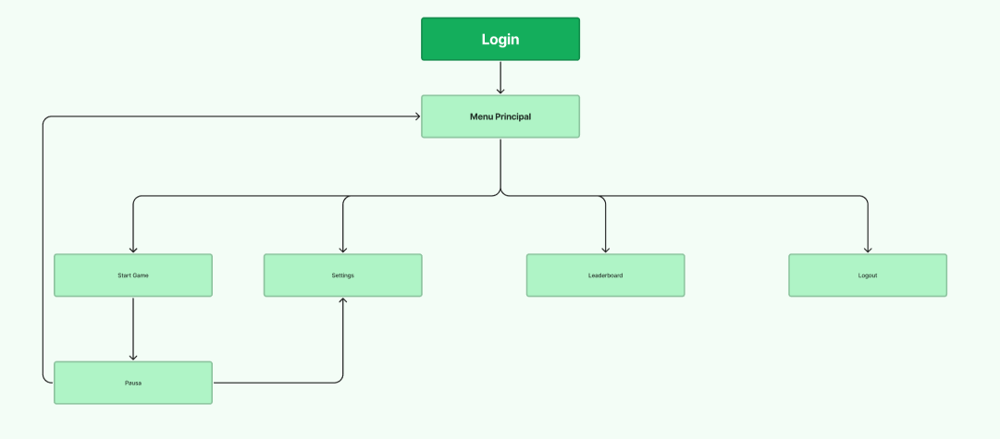 Login
Menu Principal
Start Game
Settings
Leaderboard
Logout
Pausa